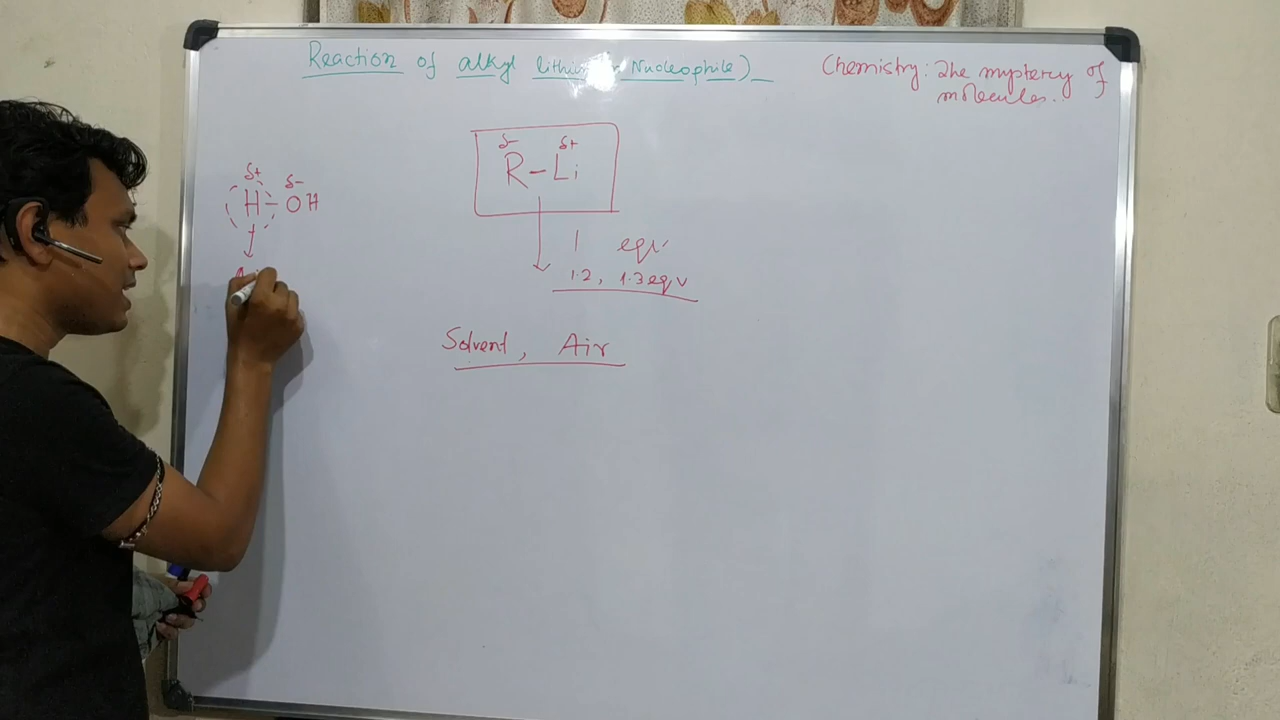 Reaction of alkyl lithium Nucleophile)
Chemistry: The mystery of
molecules..
δ- δ+
R-Li
δ+ δ-
H-OH
1 eqv
1.2, 1.3 eqv
Solvent, Air